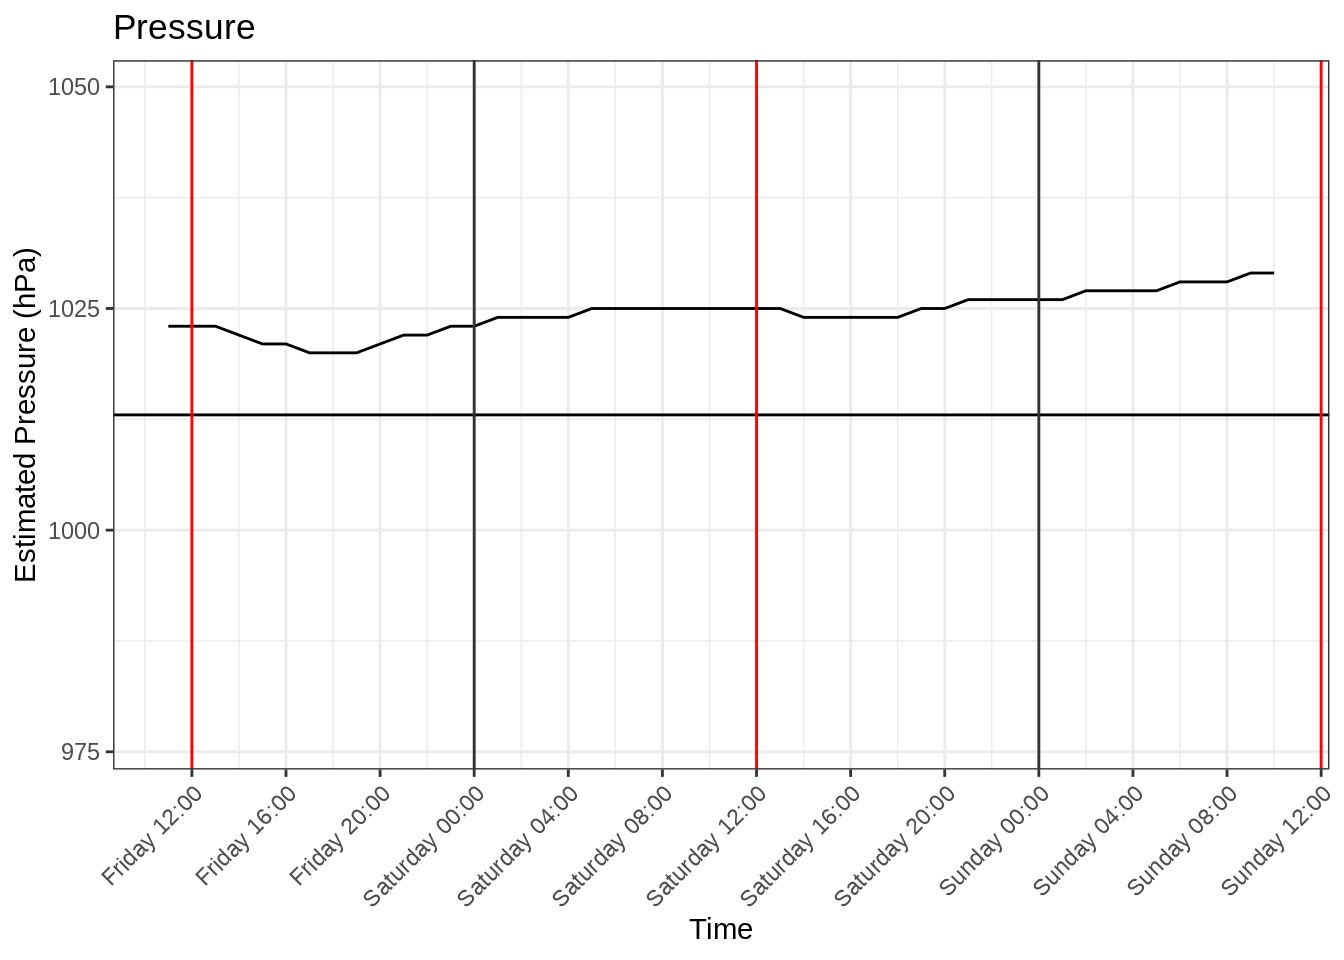 Pressure
Estimated Pressure (hPa)
1050
1025
1000
975
Friday 12:00
Friday 16:00
Friday 20:00
Saturday 00:00
Saturday 04:00
Saturday 08:00
Saturday 12:00
Saturday 16:00
Saturday 20:00
Sunday 00:00
Sunday 04:00
Sunday 08:00
Sunday 12:00
Time